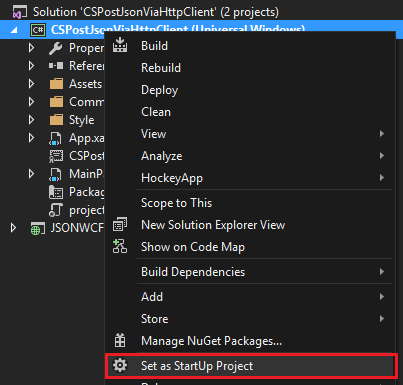 Solution 'CSPostJsonViaHttpClient' (2 projects)
CSPostJsonViaHttpClient (Universal Windows)
Build
Proper
Rebuild
Referen
Deploy
Assets
Clean
Comm
Style
View
App.xa
Analyze
CSPost
HockeyApp
MainP
Packag
Scope to This
project
New Solution Explorer View
JSONWCF
Show on Code Map
Build Dependencies
Add
Store
Manage NuGet Packages...
Set as StartUp Project